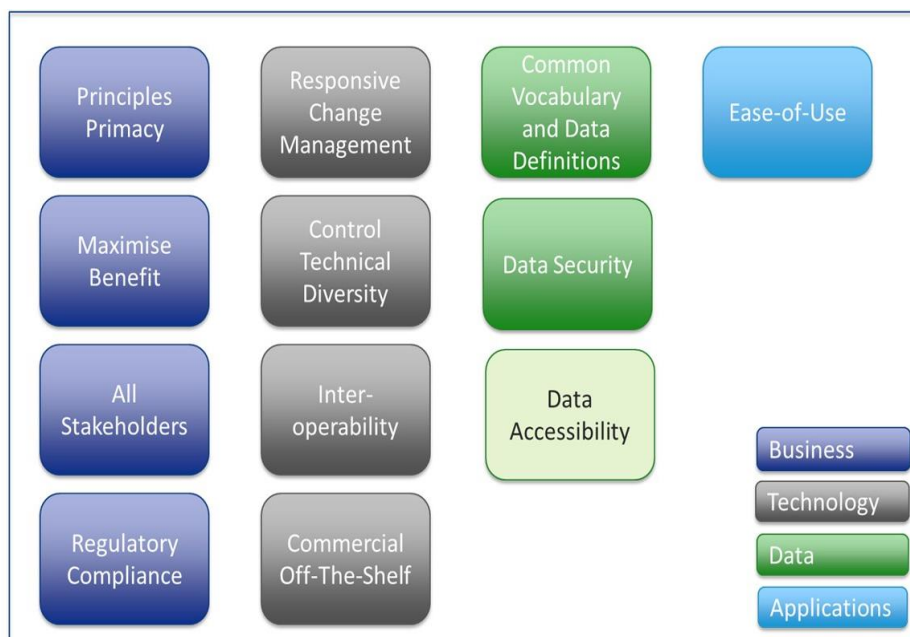 Principles
Primacy
Responsive
Change
Management
Common
Vocabulary
and Data
Definitions
Ease-of-Use
Maximise
Benefit
Control
Technical
Diversity
Data Security
All
Stakeholders
Inter-
operability
Data
Accessibility
Regulatory
Compliance
Commercial
Off-The-Shelf
Business
Technology
Data
Applications